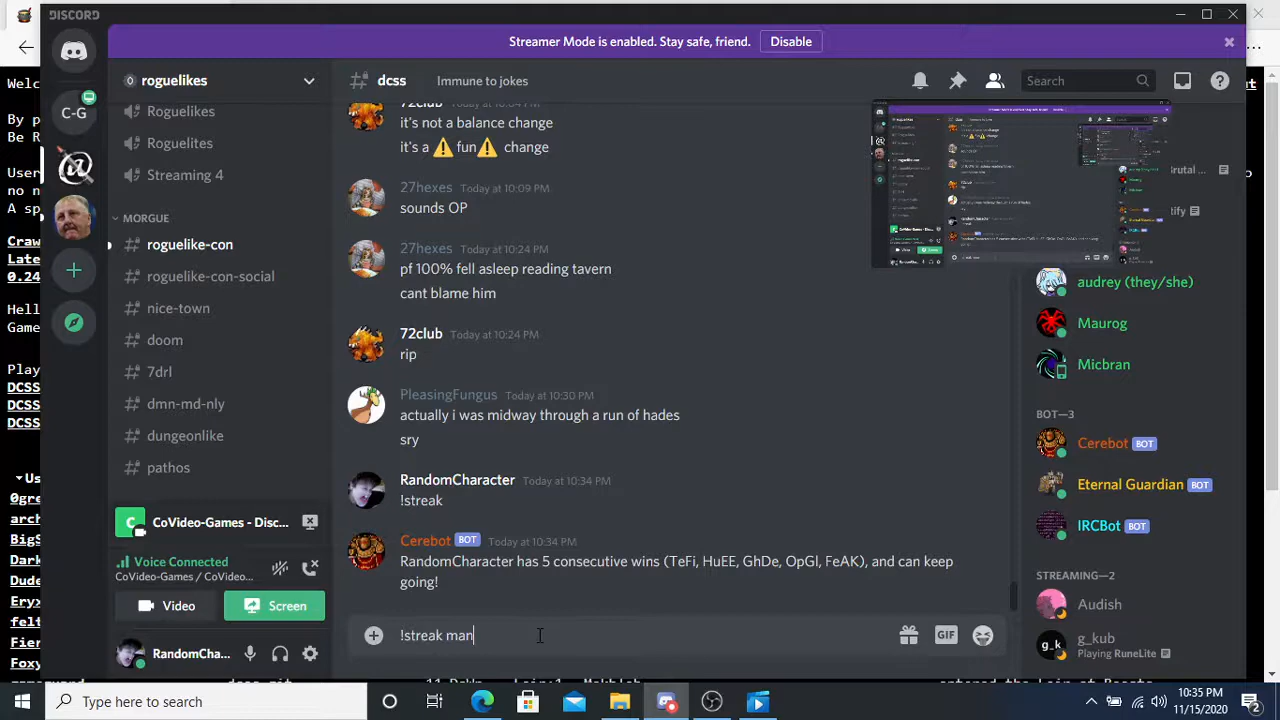 DISCORD
Streamer Mode is enabled. Stay safe, friend. Disable
roguelikes
dcss Immune to jokes
Search
Roguelikes
Roguelites
Streaming 4
MORGUE
roguelike-con
roguelike-con-social
nice-town
doom
7drl
dmn-md-nly
dungeonlike
pathos
C-G
CoVideo-Games - Disc...
Voice Connected
CoVideo-Games / CoVideo...
Video
Screen
RandomCha...
72club Today at 10:04 PM
it's not a balance change
it's a ⚠ fun⚠ change
27hexes Today at 10:09 PM
sounds OP
27hexes Today at 10:24 PM
pf 100% fell asleep reading tavern
cant blame him
72club Today at 10:24 PM
rip
PleasingFungus Today at 10:30 PM
actually i was midway through a run of hades
sry
RandomCharacter Today at 10:34 PM
!streak
Cerebot BOT Today at 10:34 PM
RandomCharacter has 5 consecutive wins (TeFi, HuEE, GhDe, OpGl, FeAK), and can keep
going!
!streak man
GIF
audrey (they/she)
Maurog
Micbran
BOT—3
Cerebot BOT
Eternal Guardian BOT
IRCBot BOT
STREAMING—2
Audish
g_kub
Playing RuneLite
Type here to search
10:35 PM
11/15/2020
2